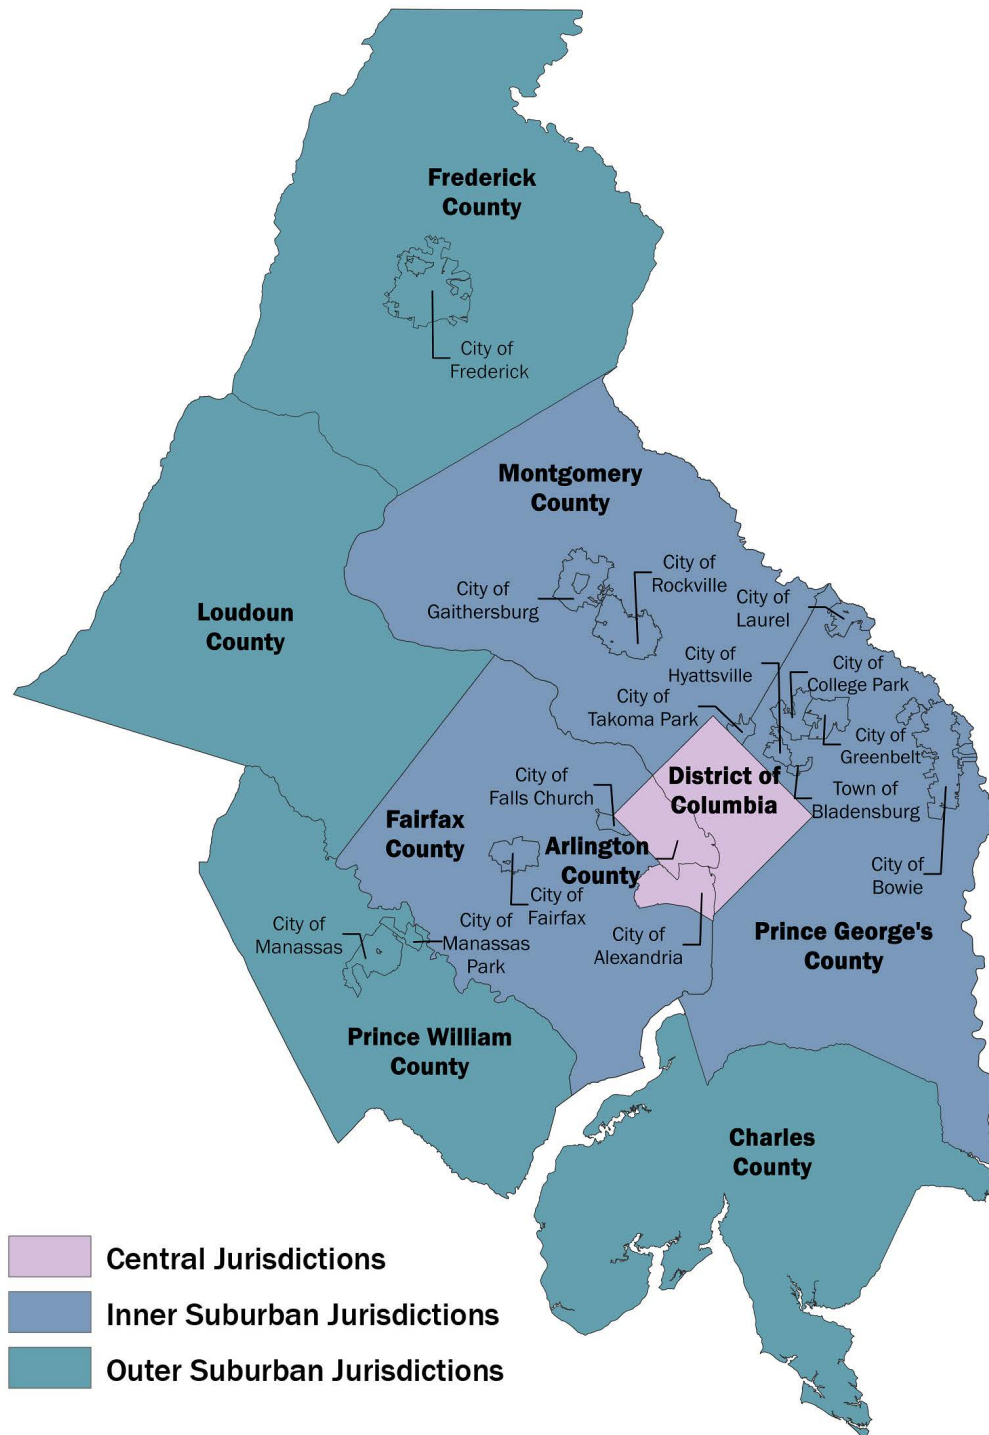 Frederick
County
City of
Frederick
Montgomery
County
City of
Rockville
City of
Gaithersburg
City of
Laurel
Loudoun
County
City of
Hyattsville
City of
College Park
City of
Takoma Park
City of
Greenbelt
District of
Columbia
City of
Falls Church
Town of
Bladensburg
Fairfax
County
Arlington
County
City of
Bowie
City of
Fairfax
City of
Manassas
City of
Manassas
Park
City of
Alexandria
Prince George's
County
Prince William
County
Charles
County
Central Jurisdictions
Inner Suburban Jurisdictions
Outer Suburban Jurisdictions